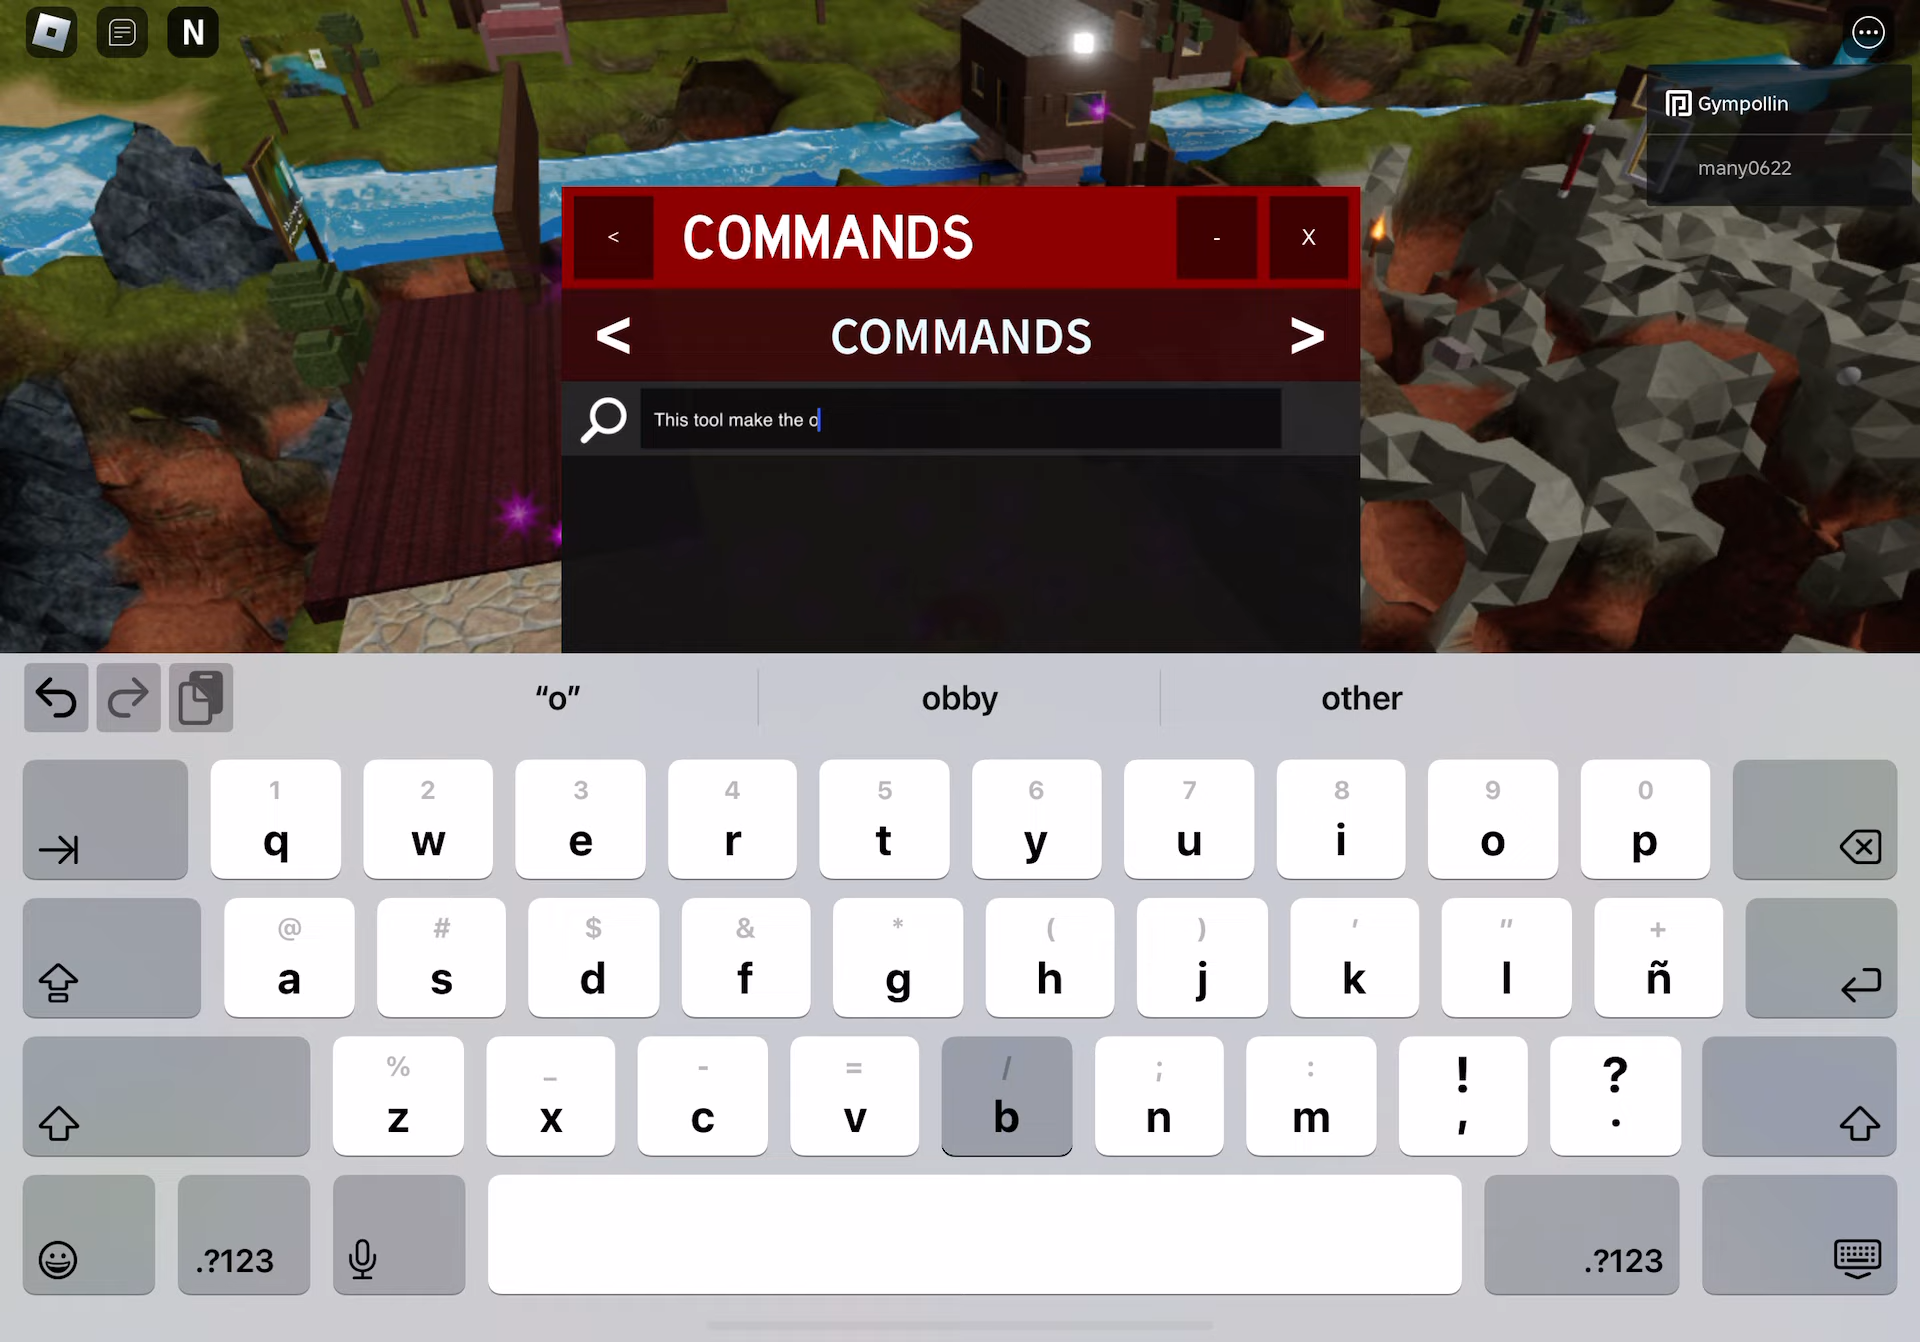 N
Gympollin
many0622
< COMMANDS - X
< COMMANDS >
This tool make the o
“o” obby other
1 2 3 4 5 6 7 8 9 0
q w e r t y u i o p
@ # $ & * ( ) ' " +
a s d f g h j k l ñ
% _ - = / ; : ! ?
z x c v b n m , .
.?123 .?123